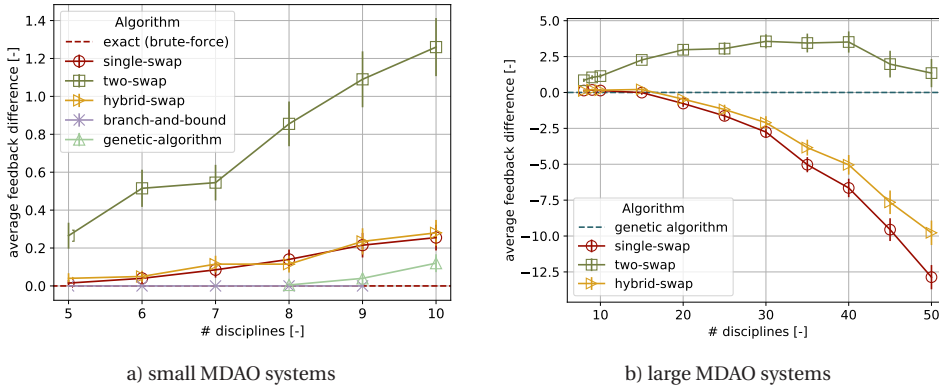 1.4
1.2
1.0
0.8
0.6
0.4
0.2
0.0
average feedback difference [-]
Algorithm
exact (brute-force)
single-swap
two-swap
hybrid-swap
branch-and-bound
genetic-algorithm
5 6 7 8 9 10
# disciplines [-]
a) small MDAO systems
5.0
2.5
0.0
−2.5
−5.0
−7.5
−10.0
−12.5
average feedback difference [-]
Algorithm
genetic algorithm
single-swap
two-swap
hybrid-swap
10 20 30 40 50
# disciplines [-]
b) large MDAO systems